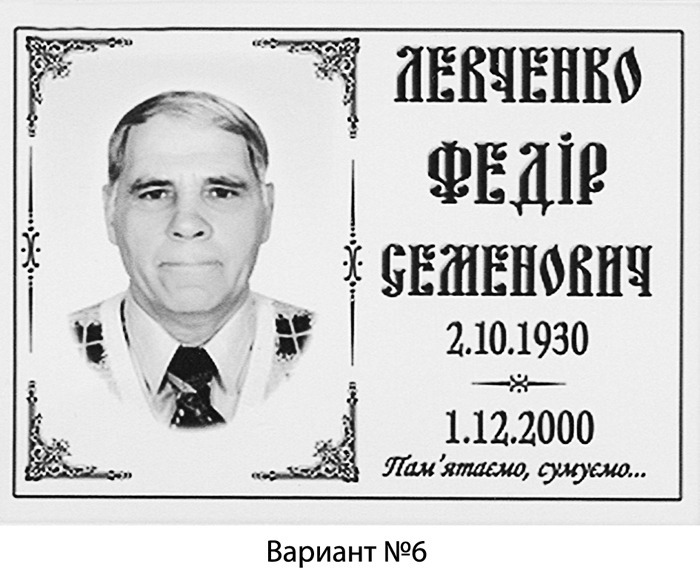 ЛЕВЧЕНКО
ФЕДІР
СЕМЕНОВИЧ
2.10.1930
1.12.2000
Пам'ятаємо, сумуємо...
Вариант №6